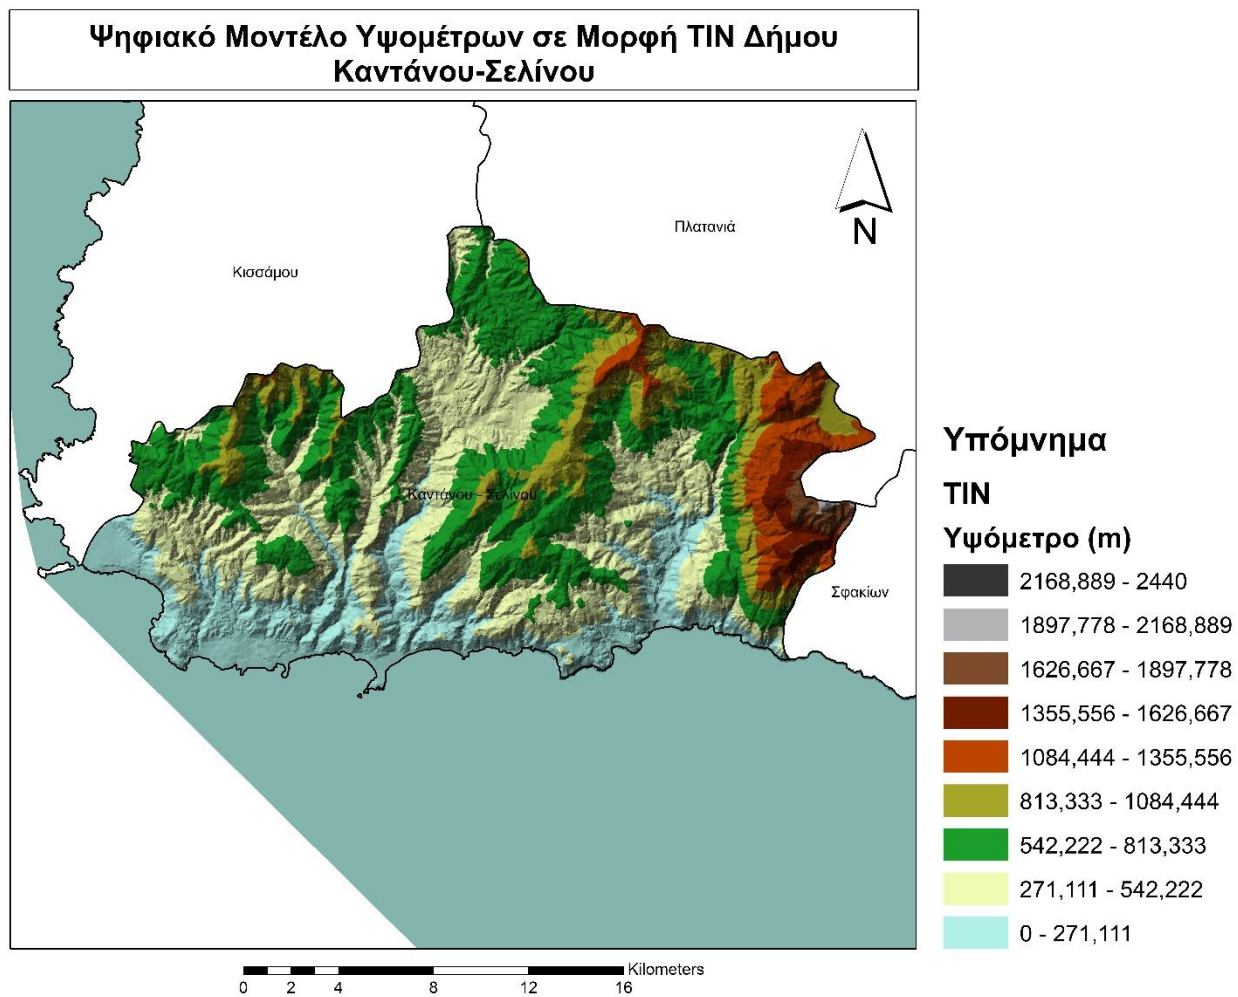 Ψηφιακό Μοντέλο Υψομέτρων σε Μορφή ΤΙΝ Δήμου
Καντάνου-Σελίνου
Πλατανιά
N
Κισσάμου
Καντάνου - Σελίνου
Σφακίων
Υπόμνημα
TIN
Υψόμετρο (m)
2168,889 - 2440
1897,778 - 2168,889
1626,667 - 1897,778
1355,556 - 1626,667
1084,444 - 1355,556
813,333 - 1084,444
542,222 - 813,333
271,111 - 542,222
0 - 271,111
Kilometers
0 2 4 8 12 16